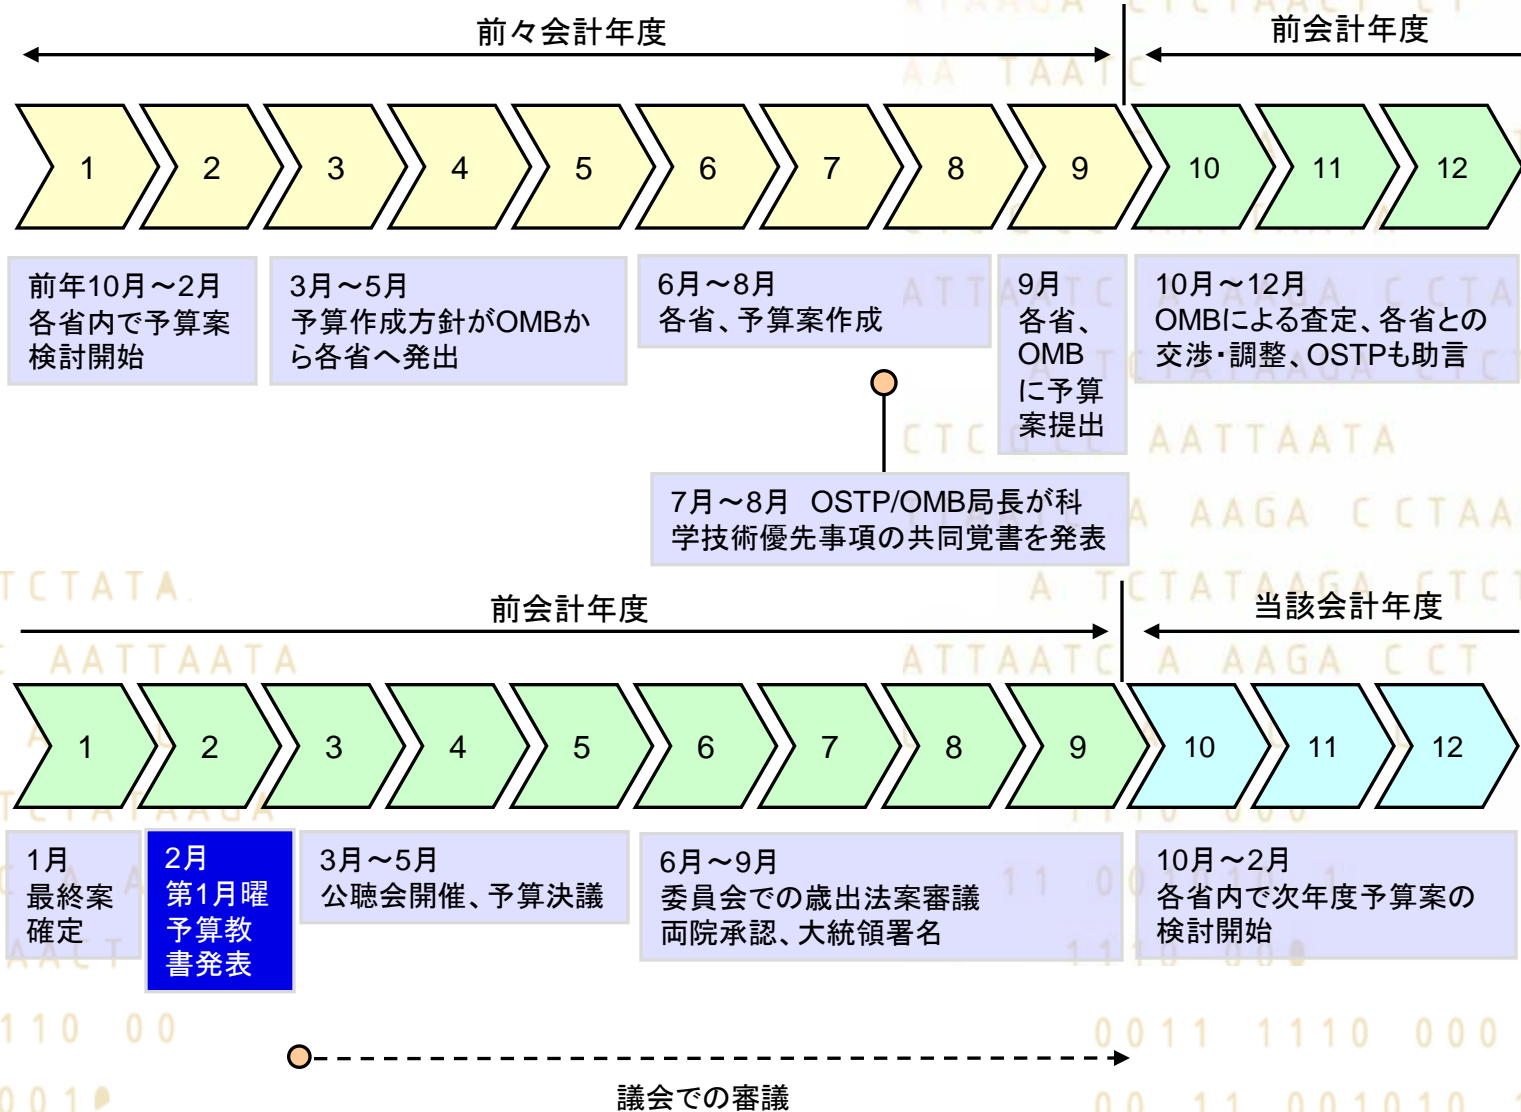 前々会計年度
前会計年度
1 2 3 4 5 6 7 8 9 10 11 12
前年10月～2月
各省内で予算案
検討開始
3月～5月
予算作成方針がOMBか
ら各省へ発出
6月～8月
各省、予算案作成
9月
各省、
OMB
に予算
案提出
10月～12月
OMBによる査定、各省との
交渉・調整、OSTPも助言
7月～8月 OSTP/OMB局長が科
学技術優先事項の共同覚書を発表
前会計年度
当該会計年度
1 2 3 4 5 6 7 8 9 10 11 12
1月
最終案
確定
2月
第1月曜
予算教
書発表
3月～5月
公聴会開催、予算決議
6月～9月
委員会での歳出法案審議
両院承認、大統領署名
10月～2月
各省内で次年度予算案の
検討開始
議会での審議